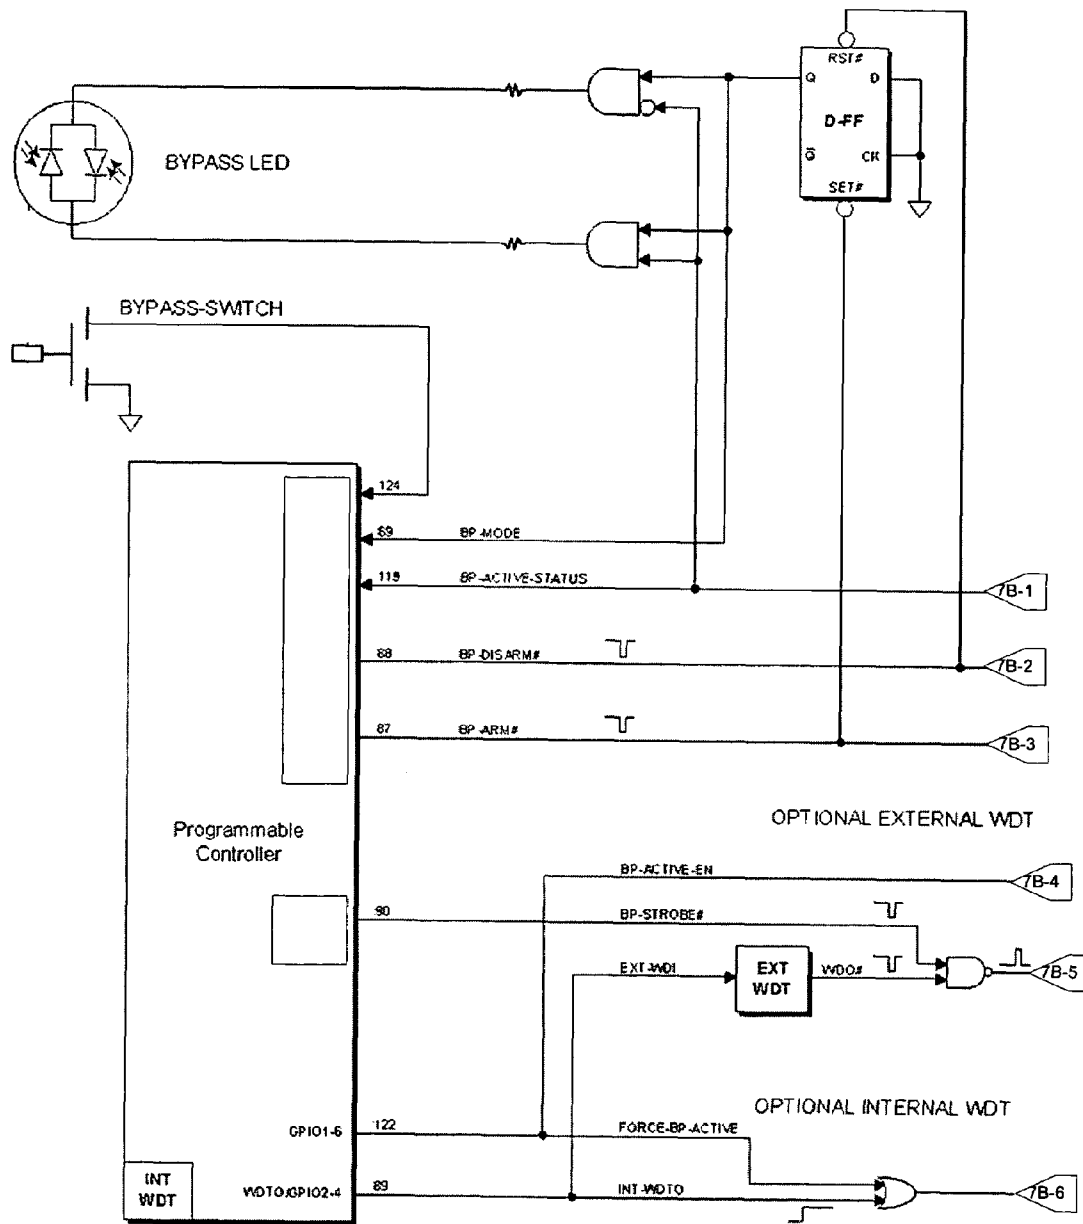 RST#
Q D
D-FF
Q CK
SET#
BYPASS LED
BYPASS-SWITCH
124
69 BP-MODE
119 BP-ACTIVE-STATUS
7B-1
88 BP-DISARM#
7B-2
87 BP-ARM#
7B-3
OPTIONAL EXTERNAL WDT
Programmable
Controller
BP-ACTIVE-EN
7B-4
90 BP-STROBE#
EXT-WDI
EXT
WDT
WDO#
7B-5
OPTIONAL INTERNAL WDT
GPIO1-6 122 FORCE-BP-ACTIVE
INT
WDT
WDTO/GPIO2-4 89 INT-WDTO
7B-6